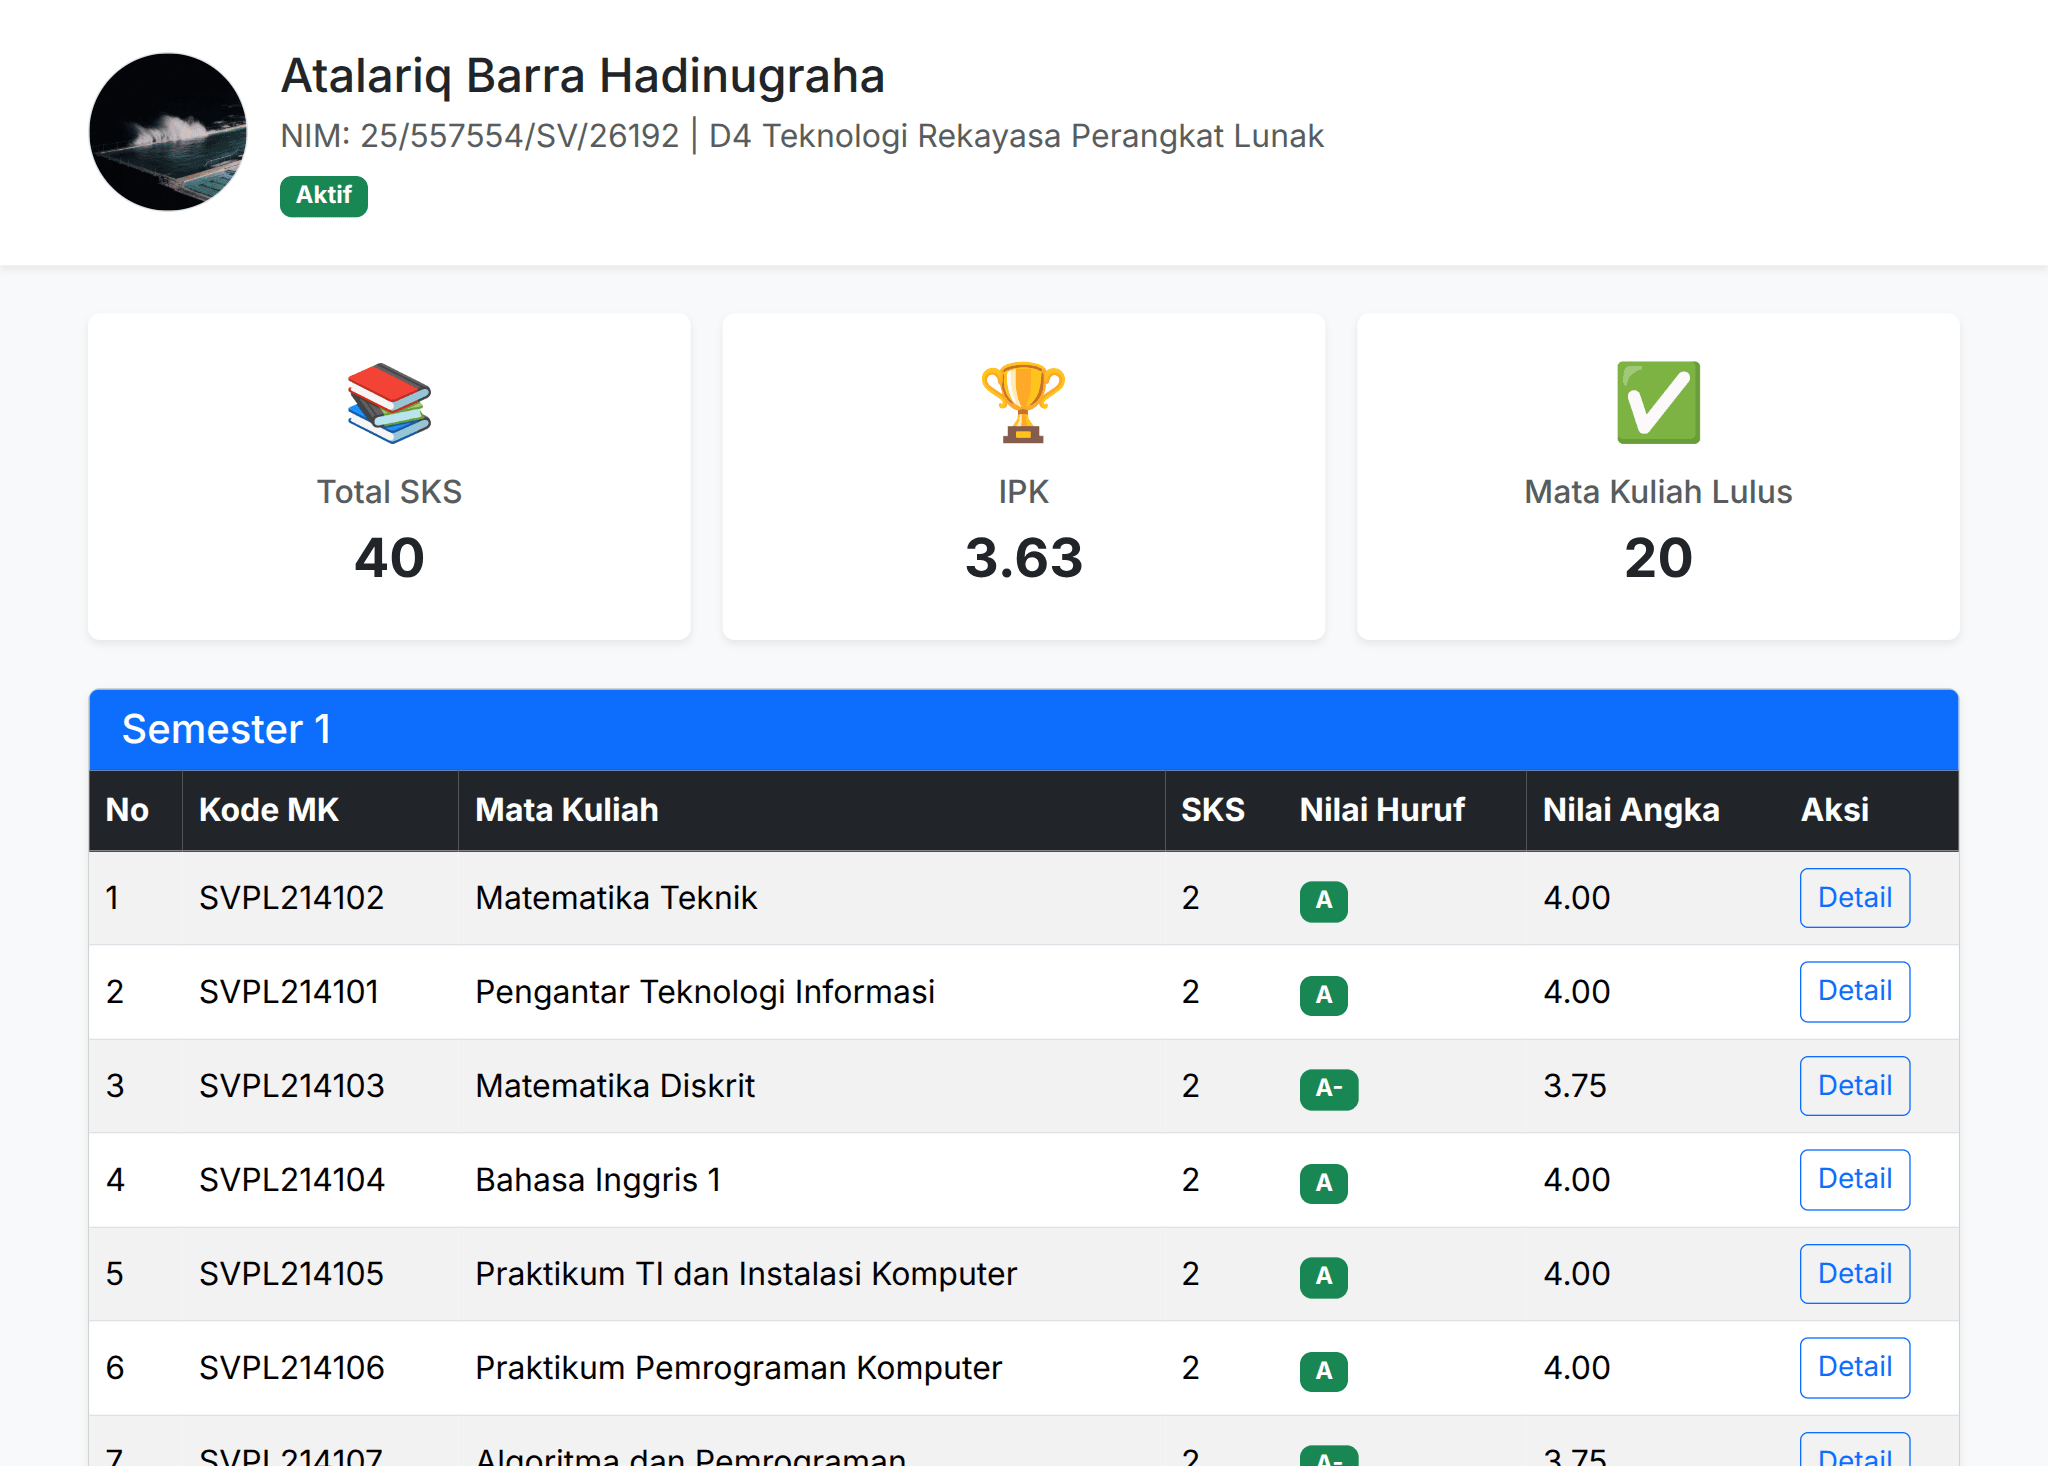 Atalariq Barra Hadinugraha
NIM: 25/557554/SV/26192 | D4 Teknologi Rekayasa Perangkat Lunak
Aktif
Total SKS
40
IPK
3.63
Mata Kuliah Lulus
20
Semester 1
No Kode MK Mata Kuliah SKS Nilai Huruf Nilai Angka Aksi
1 SVPL214102 Matematika Teknik 2 A 4.00 Detail
2 SVPL214101 Pengantar Teknologi Informasi 2 A 4.00 Detail
3 SVPL214103 Matematika Diskrit 2 A- 3.75 Detail
4 SVPL214104 Bahasa Inggris 1 2 A 4.00 Detail
5 SVPL214105 Praktikum TI dan Instalasi Komputer 2 A 4.00 Detail
6 SVPL214106 Praktikum Pemrograman Komputer 2 A 4.00 Detail
7 SVPL214107 Algoritma dan Pemrograman 2 A- 3.75 Detail